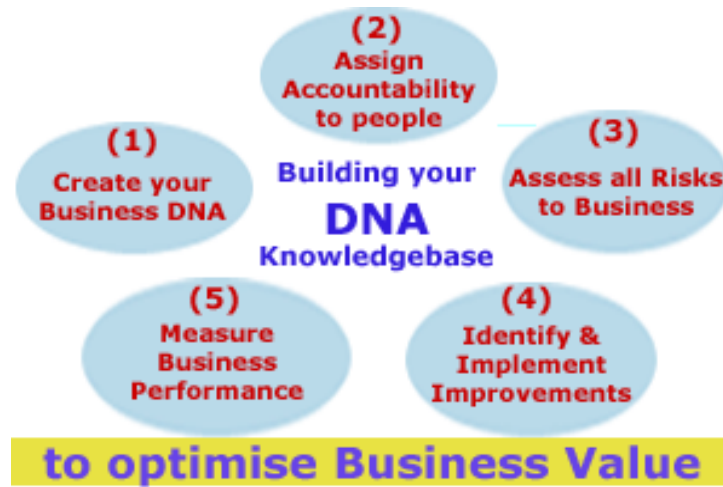 (1)
Create your
Business DNA
(2)
Assign
Accountability
to people
(3)
Assess all Risks
to Business
Building your
DNA
Knowledgebase
(5)
Measure
Business
Performance
(4)
Identify &
Implement
Improvements
to optimise Business Value